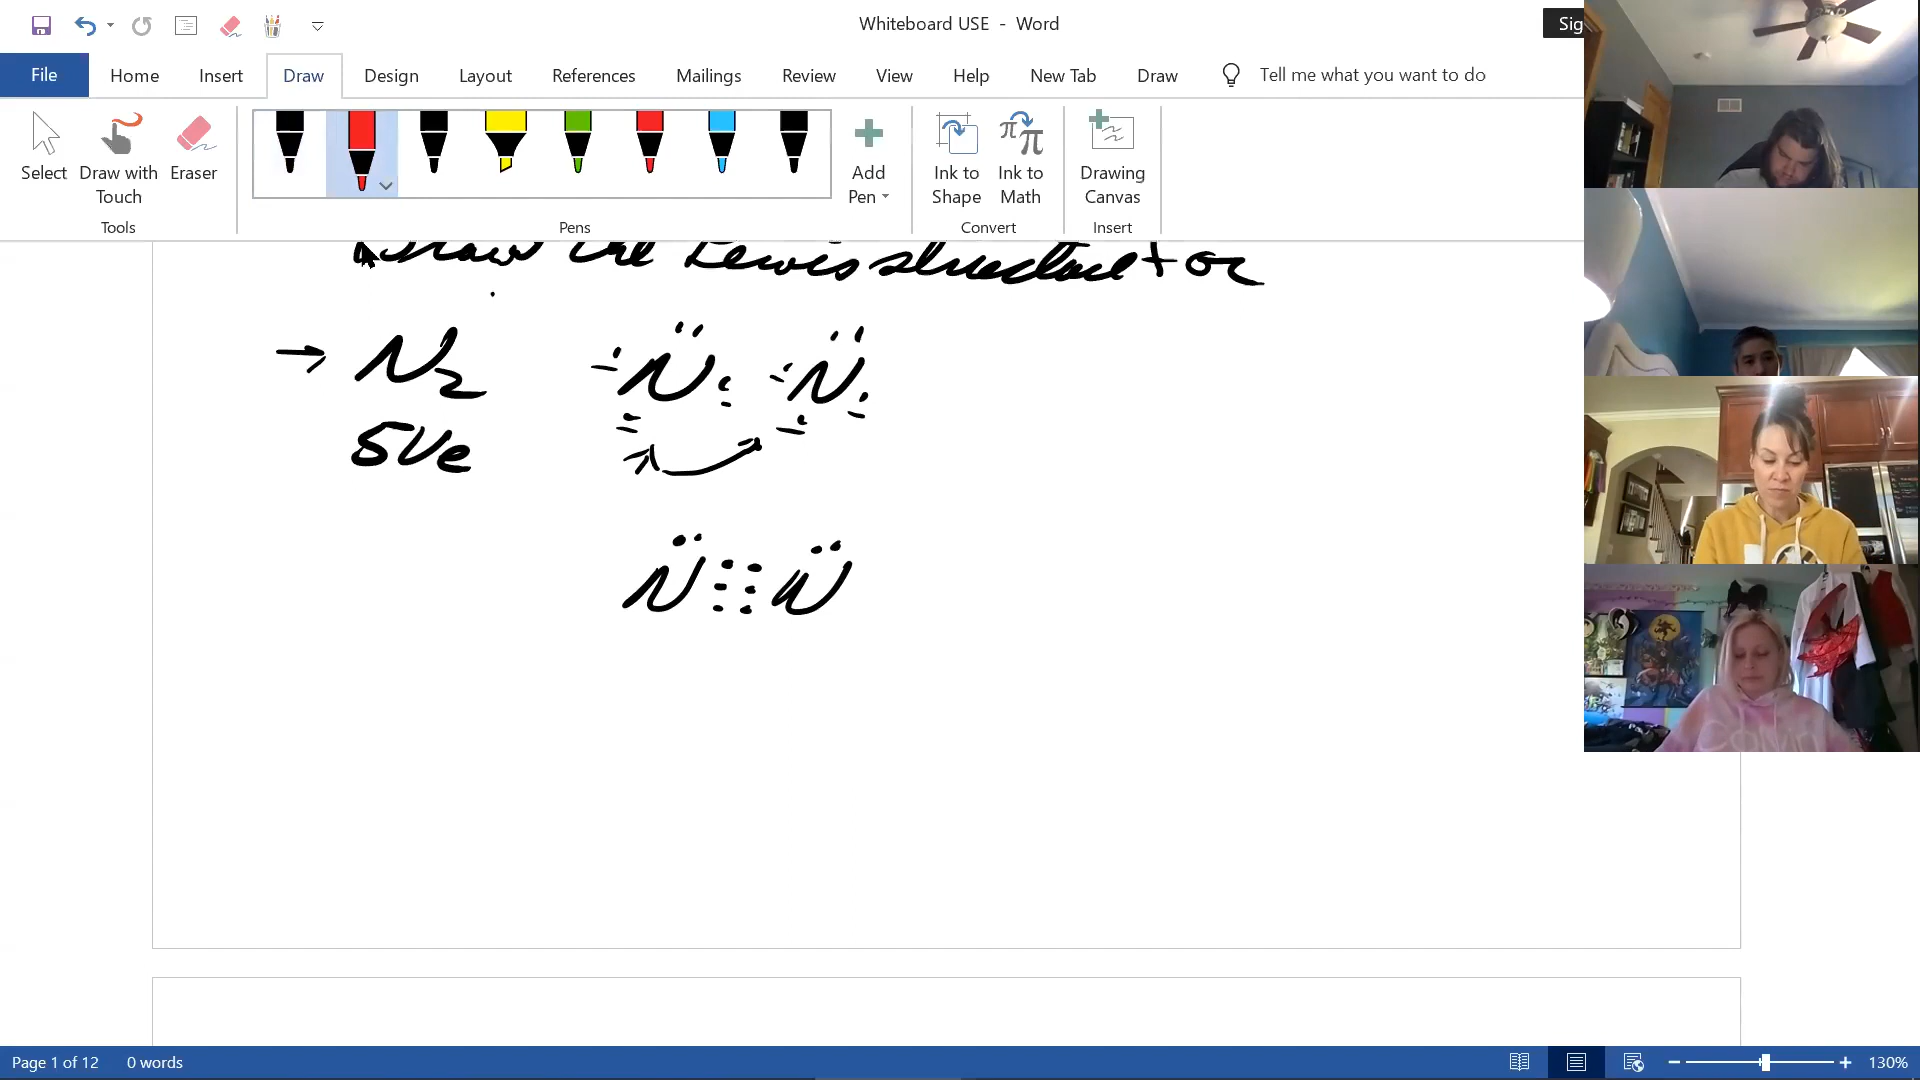 Whiteboard USE - Word
Sig
File Home Insert Draw Design Layout References Mailings Review View Help New Tab Draw Tell me what you want to do
Select
Draw with Touch
Eraser
Add Pen
Ink to Shape
Ink to Math
Drawing Canvas
Tools Pens Convert Insert
Draw the Lewis structure for
→ N2 N N
5Ve
N N
Page 1 of 12 0 words 130%